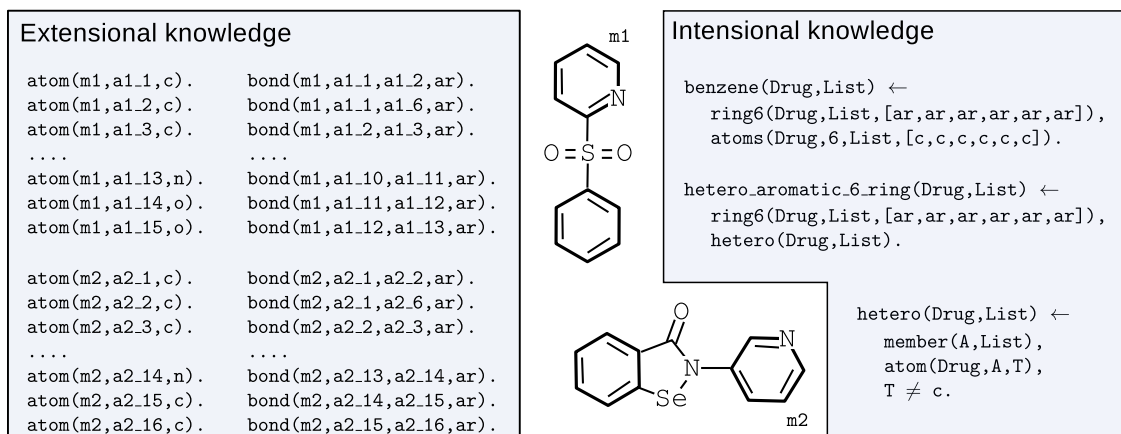 Extensional knowledge
atom(m1,a1_1,c). bond(m1,a1_1,a1_2,ar).
atom(m1,a1_2,c). bond(m1,a1_1,a1_6,ar).
atom(m1,a1_3,c). bond(m1,a1_2,a1_3,ar).
.... ....
atom(m1,a1_13,n). bond(m1,a1_10,a1_11,ar).
atom(m1,a1_14,o). bond(m1,a1_11,a1_12,ar).
atom(m1,a1_15,o). bond(m1,a1_12,a1_13,ar).
atom(m2,a2_1,c). bond(m2,a2_1,a2_2,ar).
atom(m2,a2_2,c). bond(m2,a2_1,a2_6,ar).
atom(m2,a2_3,c). bond(m2,a2_2,a2_3,ar).
.... ....
atom(m2,a2_14,n). bond(m2,a2_13,a2_14,ar).
atom(m2,a2_15,c). bond(m2,a2_14,a2_15,ar).
atom(m2,a2_16,c). bond(m2,a2_15,a2_16,ar).
m1
N
O=S=O
O
N N
Se
m2
Intensional knowledge
benzene(Drug,List) ←
ring6(Drug,List,[ar,ar,ar,ar,ar,ar]),
atoms(Drug,6,List,[c,c,c,c,c,c]).
hetero_aromatic_6_ring(Drug,List) ←
ring6(Drug,List,[ar,ar,ar,ar,ar,ar]),
hetero(Drug,List).
hetero(Drug,List) ←
member(A,List),
atom(Drug,A,T),
T ≠ c.